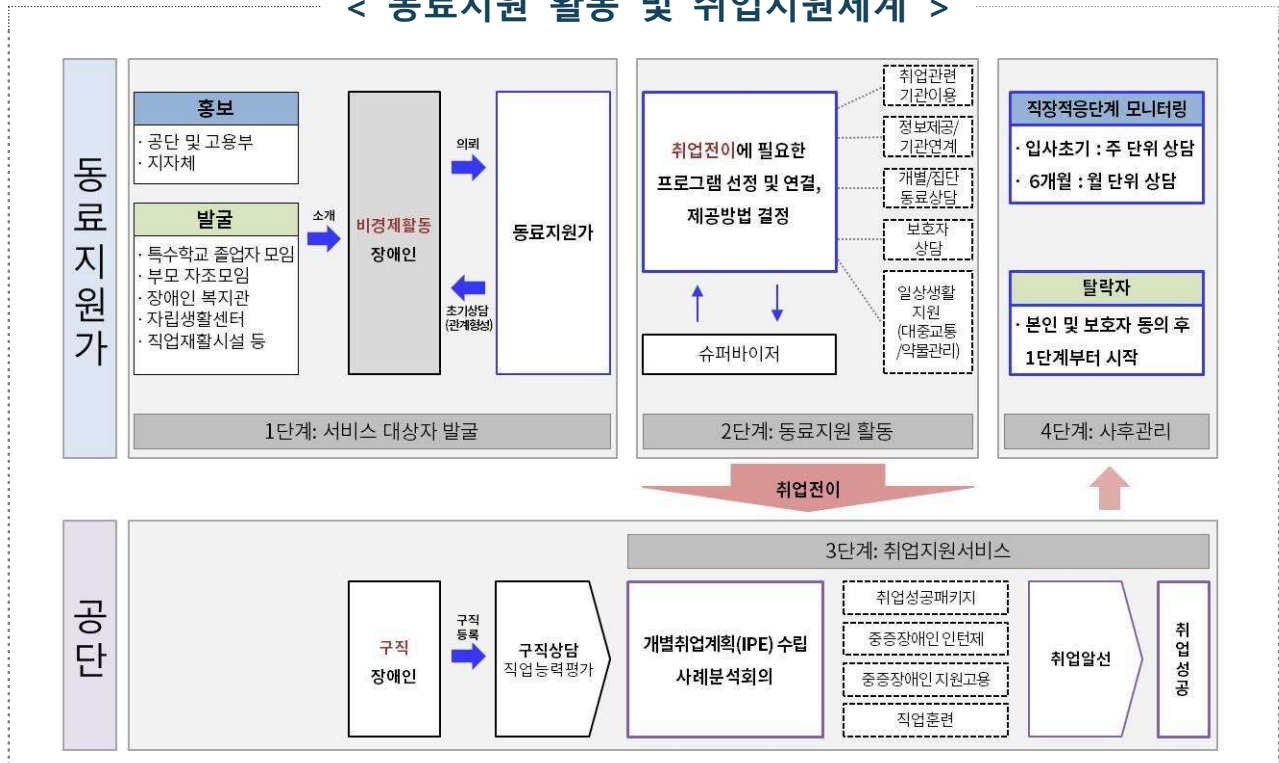 < 동료지원 활동 및 취업지원체계 >
동료지원가
홍보
· 공단 및 고용부
· 지자체
발굴
· 특수학교 졸업자 모임
· 부모 자조모임
· 장애인 복지관
· 자립생활센터
· 직업재활시설 등
소개
비경제활동
장애인
의뢰
초기상담
(관계형성)
동료지원가
1단계: 서비스 대상자 발굴
취업전이에 필요한
프로그램 선정 및 연결,
제공방법 결정
슈퍼바이저
취업관련
기관이용
정보제공/
기관연계
개별/집단
동료상담
보호자
상담
일상생활
지원
(대중교통
/약물관리)
2단계: 동료지원 활동
직장적응단계 모니터링
· 입사초기 : 주 단위 상담
· 6개월 : 월 단위 상담
탈락자
· 본인 및 보호자 동의 후
1단계부터 시작
4단계: 사후관리
취업전이
공단
3단계: 취업지원서비스
구직
장애인
구직
등록
구직상담
직업능력평가
개별취업계획(IPE) 수립
사례분석회의
취업성공패키지
중증장애인 인턴제
중증장애인 지원고용
직업훈련
취업알선
취업성공